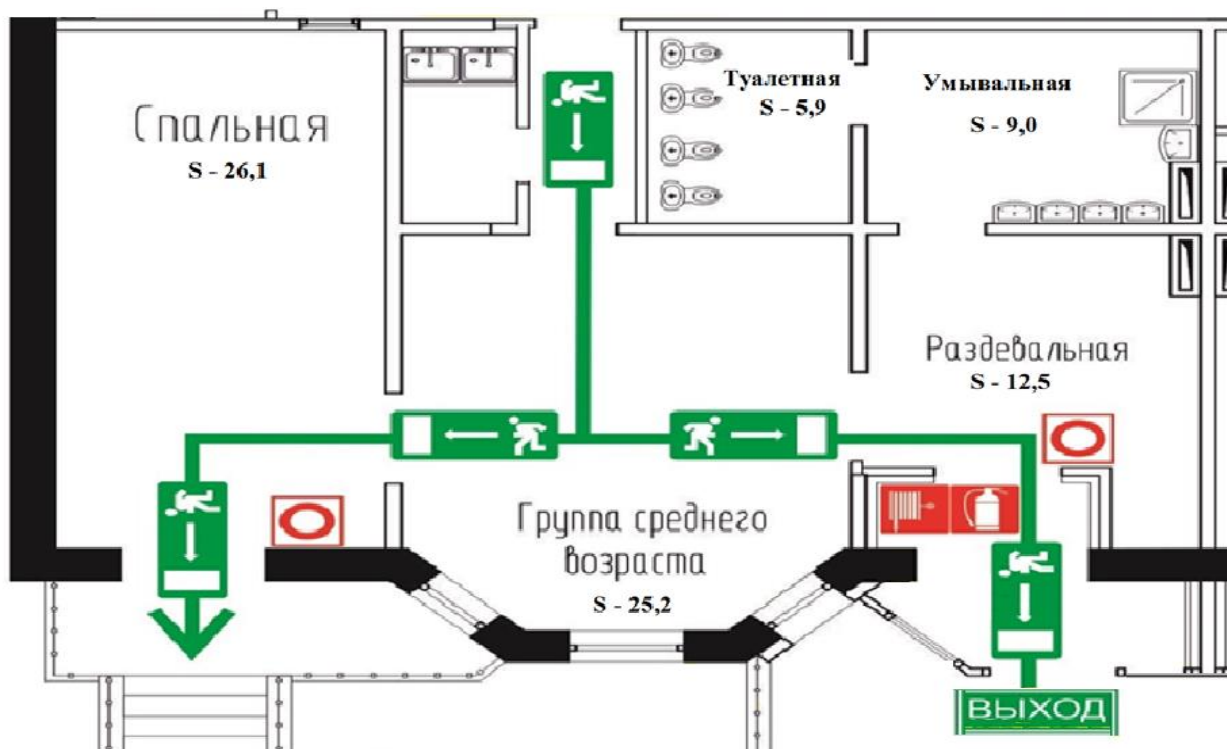 Туалетная
S - 5,9
Умывальная
S - 9,0
Спальная
S - 26,1
Раздевальная
S - 12,5
Группа среднего
возраста
S - 25,2
ВЫХОД